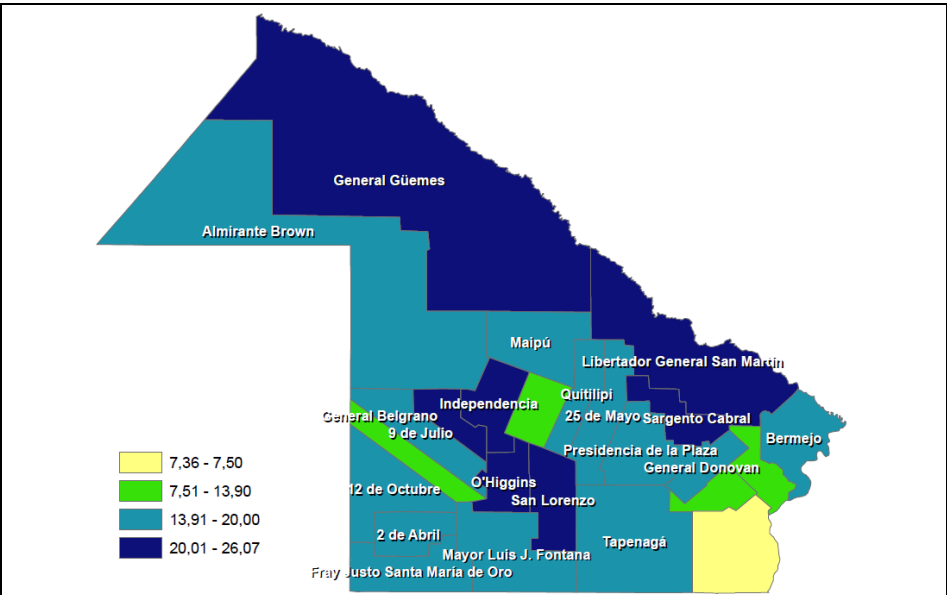 General Güemes
Almirante Brown
Maipú
Libertador General San Martín
Quitilipi
Independencia
25 de Mayo
Sargento Cabral
General Belgrano
9 de Julio
Bermejo
Presidencia de la Plaza
General Donovan
O'Higgins
12 de Octubre
San Lorenzo
2 de Abril
Tapenagá
Mayor Luis J. Fontana
Fray Justo Santa María de Oro
7,36 - 7,50
7,51 - 13,90
13,91 - 20,00
20,01 - 26,07